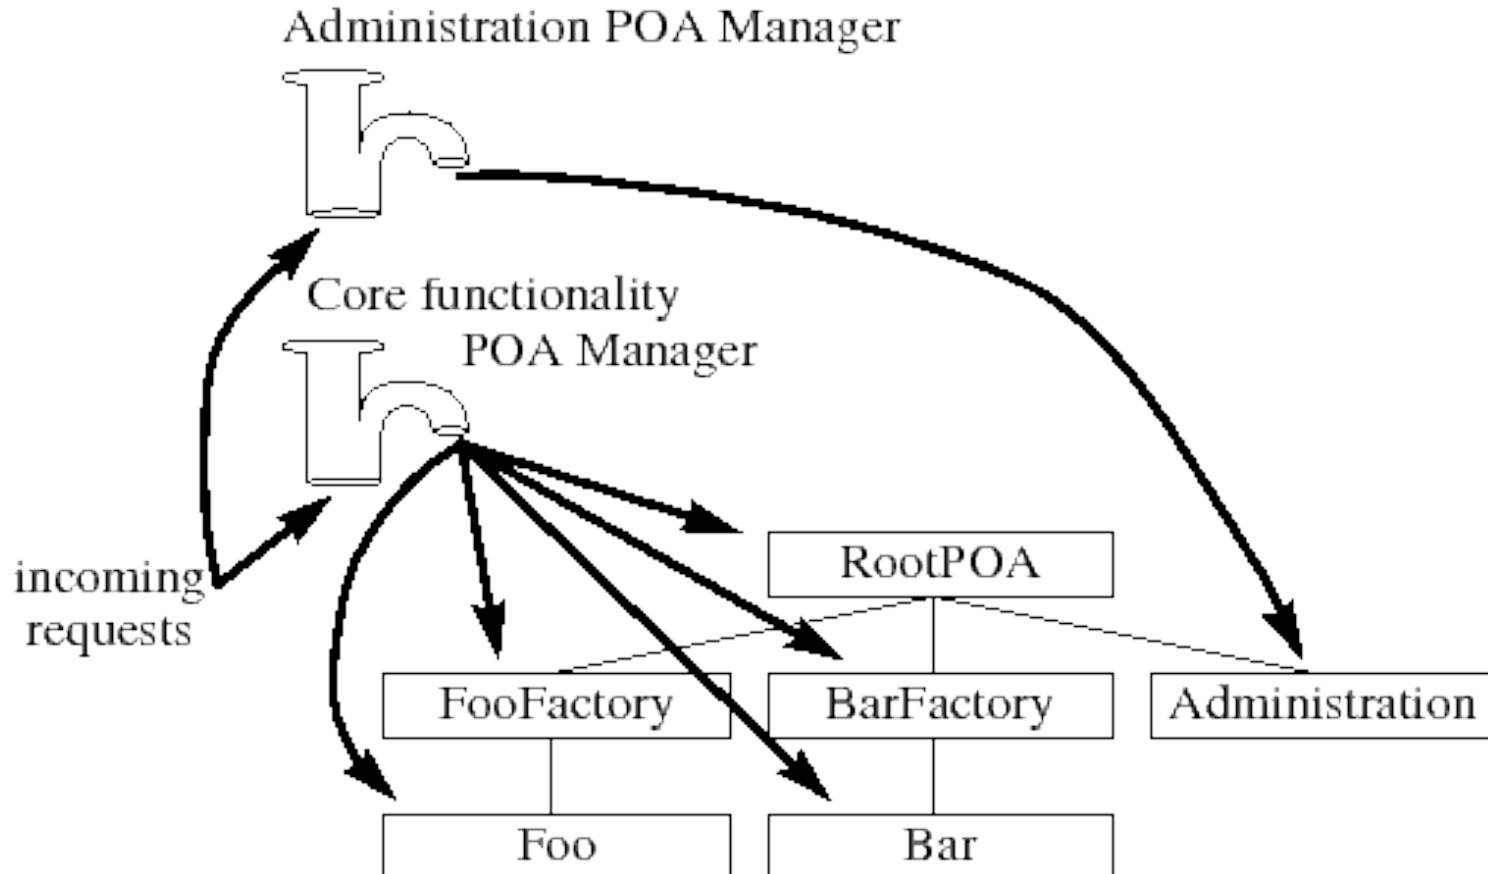 Administration POA Manager
Core functionality
POA Manager
incoming
requests
RootPOA
FooFactory
BarFactory
Administration
Foo
Bar